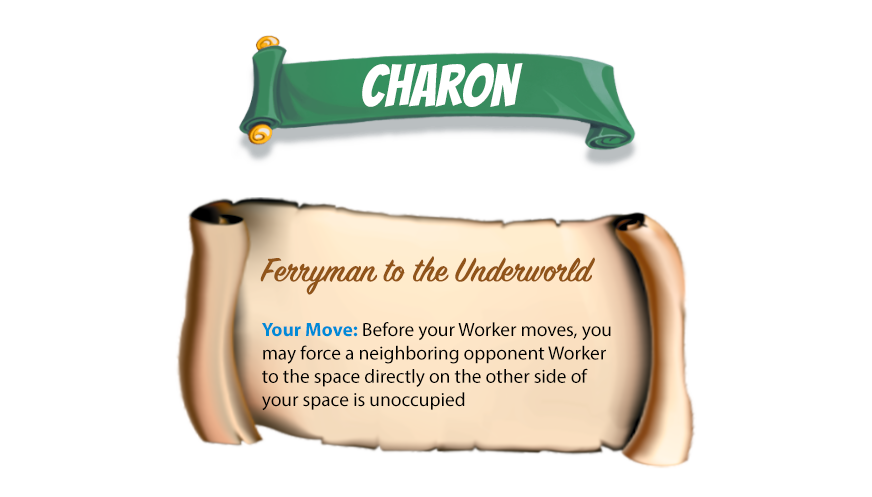 CHARON
Ferryman to the Underworld
Your Move: Before your Worker moves, you
may force a neighboring opponent Worker
to the space directly on the other side of
your space is unoccupied